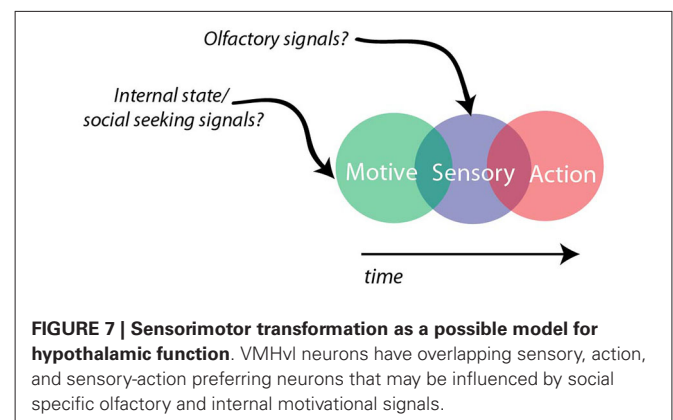 Olfactory signals?
Internal state/
social seeking signals?
Motive Sensory Action
time
FIGURE 7 | Sensorimotor transformation as a possible model for
hypothalamic function. VMHvl neurons have overlapping sensory, action,
and sensory-action preferring neurons that may be influenced by social
specific olfactory and internal motivational signals.